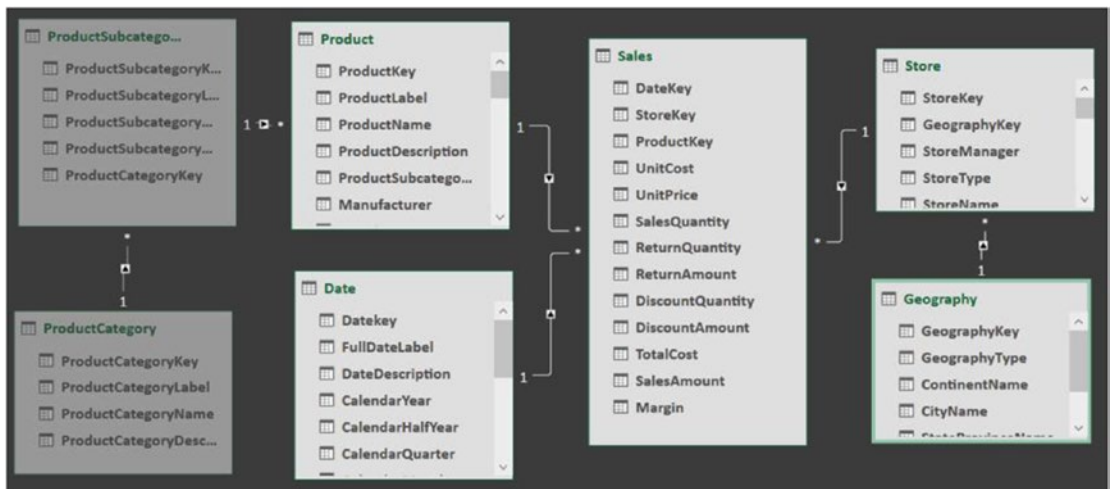 ProductSubcatego...
ProductSubcategoryK...
ProductSubcategoryL...
ProductSubcategory...
ProductSubcategory...
ProductCategoryKey
1
*
*
1
ProductCategory
ProductCategoryKey
ProductCategoryLabel
ProductCategoryName
ProductCategoryDesc...
Product
ProductKey
ProductLabel
ProductName
ProductDescription
ProductSubcatego...
Manufacturer
1
*
Date
Datekey
FullDateLabel
DateDescription
CalendarYear
CalendarHalfYear
CalendarQuarter
1
*
Sales
DateKey
StoreKey
ProductKey
UnitCost
UnitPrice
SalesQuantity
ReturnQuantity
ReturnAmount
DiscountQuantity
DiscountAmount
TotalCost
SalesAmount
Margin
*
1
Store
StoreKey
GeographyKey
StoreManager
StoreType
StoreName
*
1
Geography
GeographyKey
GeographyType
ContinentName
CityName
StateProvinceName